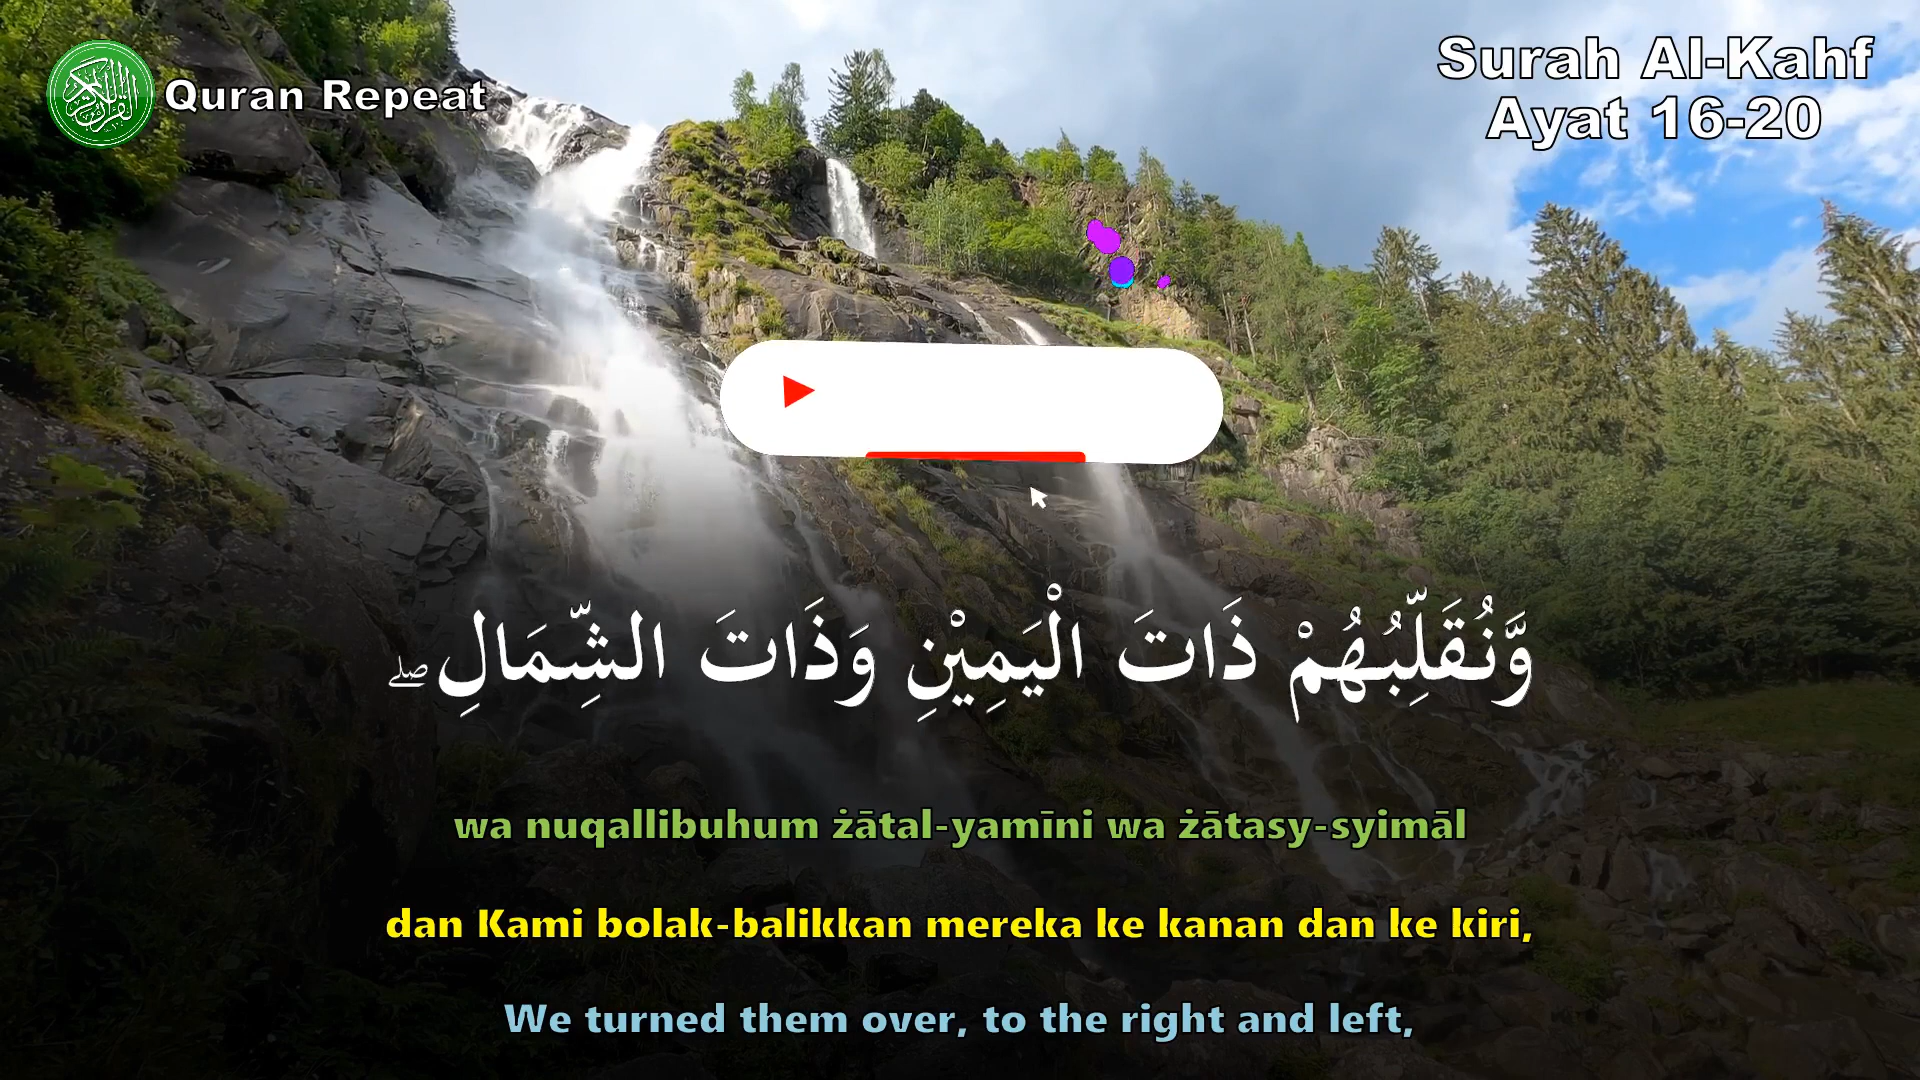 Quran Repeat
Surah Al-Kahf
Ayat 16-20
وَّنُقَلِّبُهُمْ ذَاتَ الْيَمِيْنِ وَذَاتَ الشِّمَالِ ۖ
wa nuqallibuhum żātal-yamīni wa żātasy-syimāl
dan Kami bolak-balikkan mereka ke kanan dan ke kiri,
We turned them over, to the right and left,